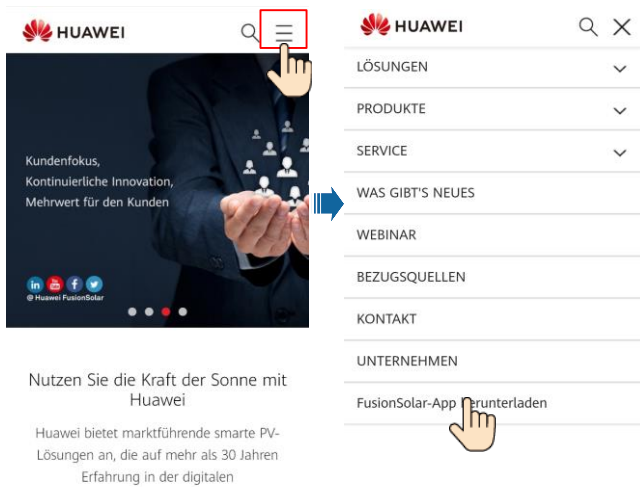 HUAWEI
Kundenfokus,
Kontinuierliche Innovation,
Mehrwert für den Kunden
@ Huawei FusionSolar
Nutzen Sie die Kraft der Sonne mit
Huawei
Huawei bietet marktführende smarte PV-
Lösungen an, die auf mehr als 30 Jahren
Erfahrung in der digitalen
HUAWEI
LÖSUNGEN
PRODUKTE
SERVICE
WAS GIBT'S NEUES
WEBINAR
BEZUGSQUELLEN
KONTAKT
UNTERNEHMEN
FusionSolar-App herunterladen